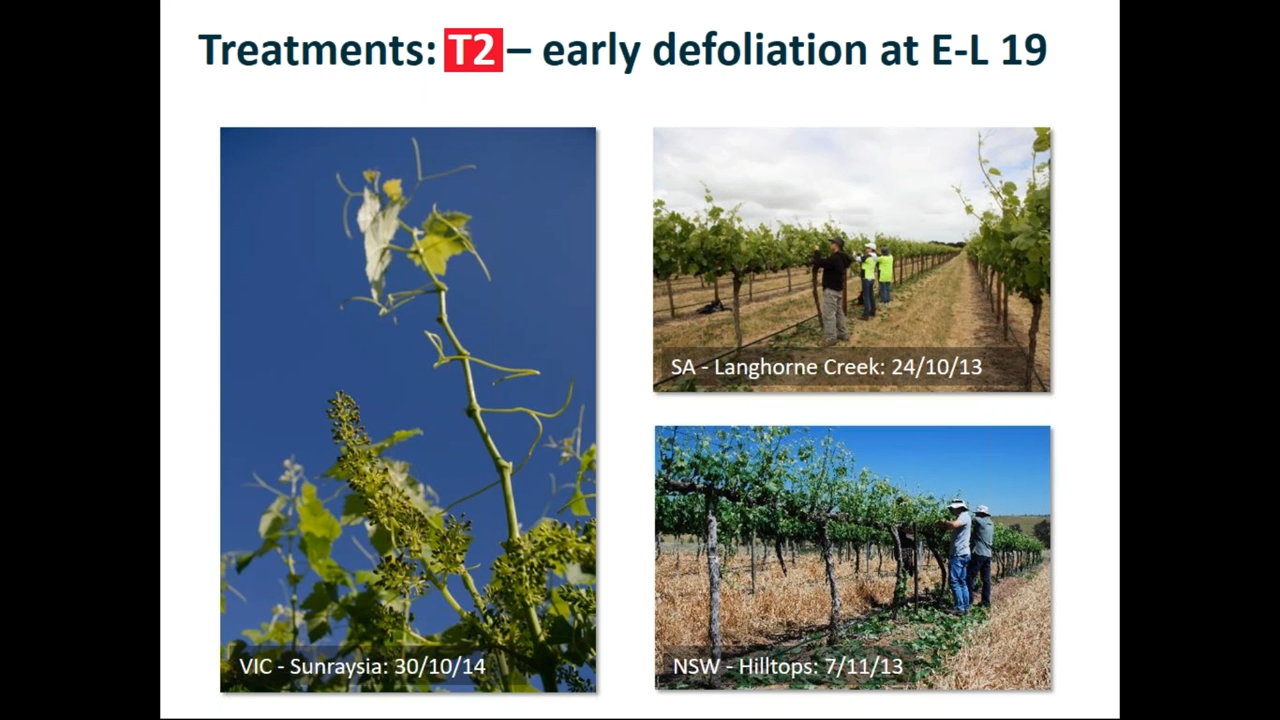 Treatments: T2 – early defoliation at E-L 19
SA - Langhorne Creek: 24/10/13
VIC - Sunraysia: 30/10/14
NSW - Hilltops: 7/11/13